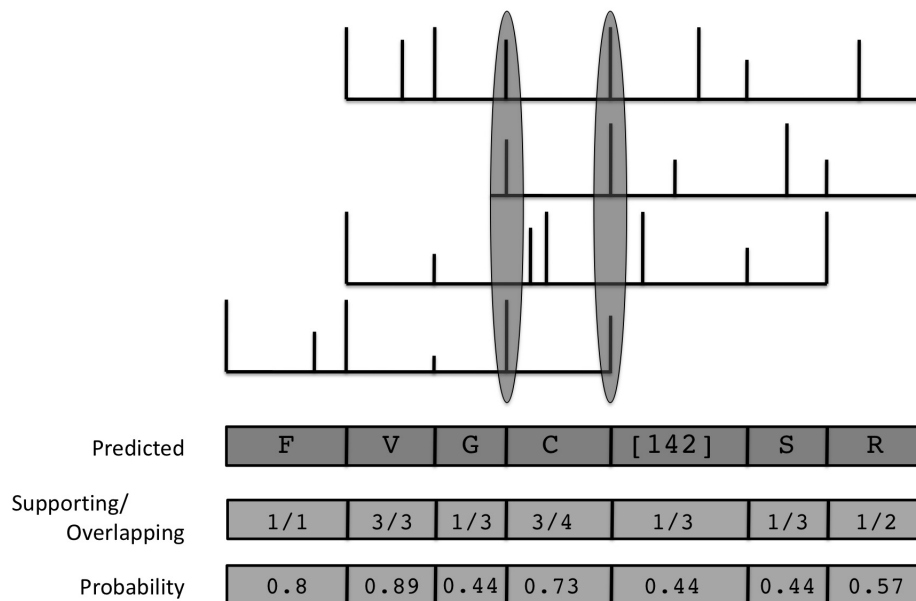 Predicted F V G C [142] S R
Supporting/
Overlapping 1/1 3/3 1/3 3/4 1/3 1/3 1/2
Probability 0.8 0.89 0.44 0.73 0.44 0.44 0.57